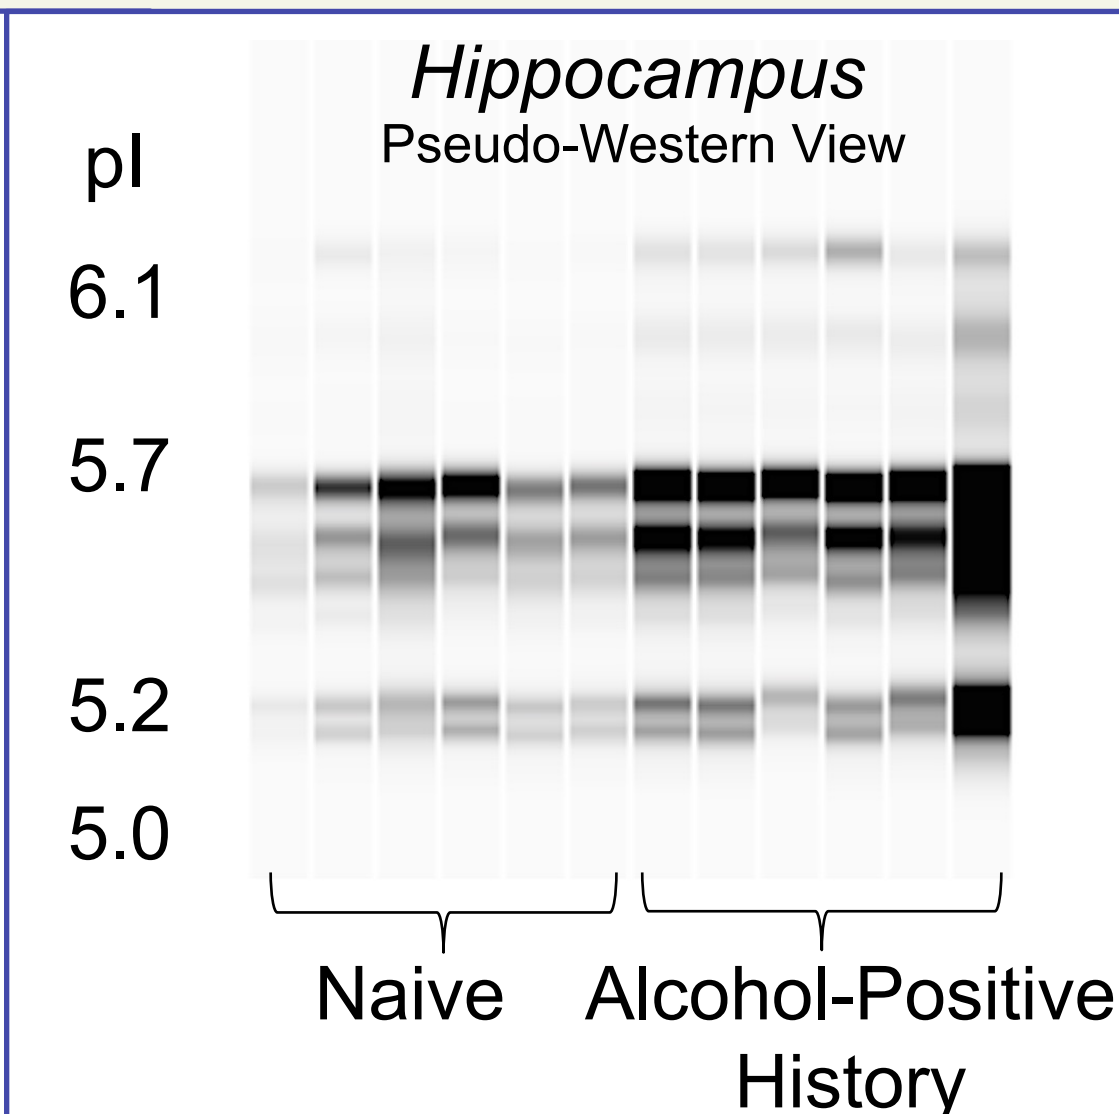 Hippocampus
Pseudo-Western View
pI
6.1
5.7
5.2
5.0
Naive
Alcohol-Positive
History